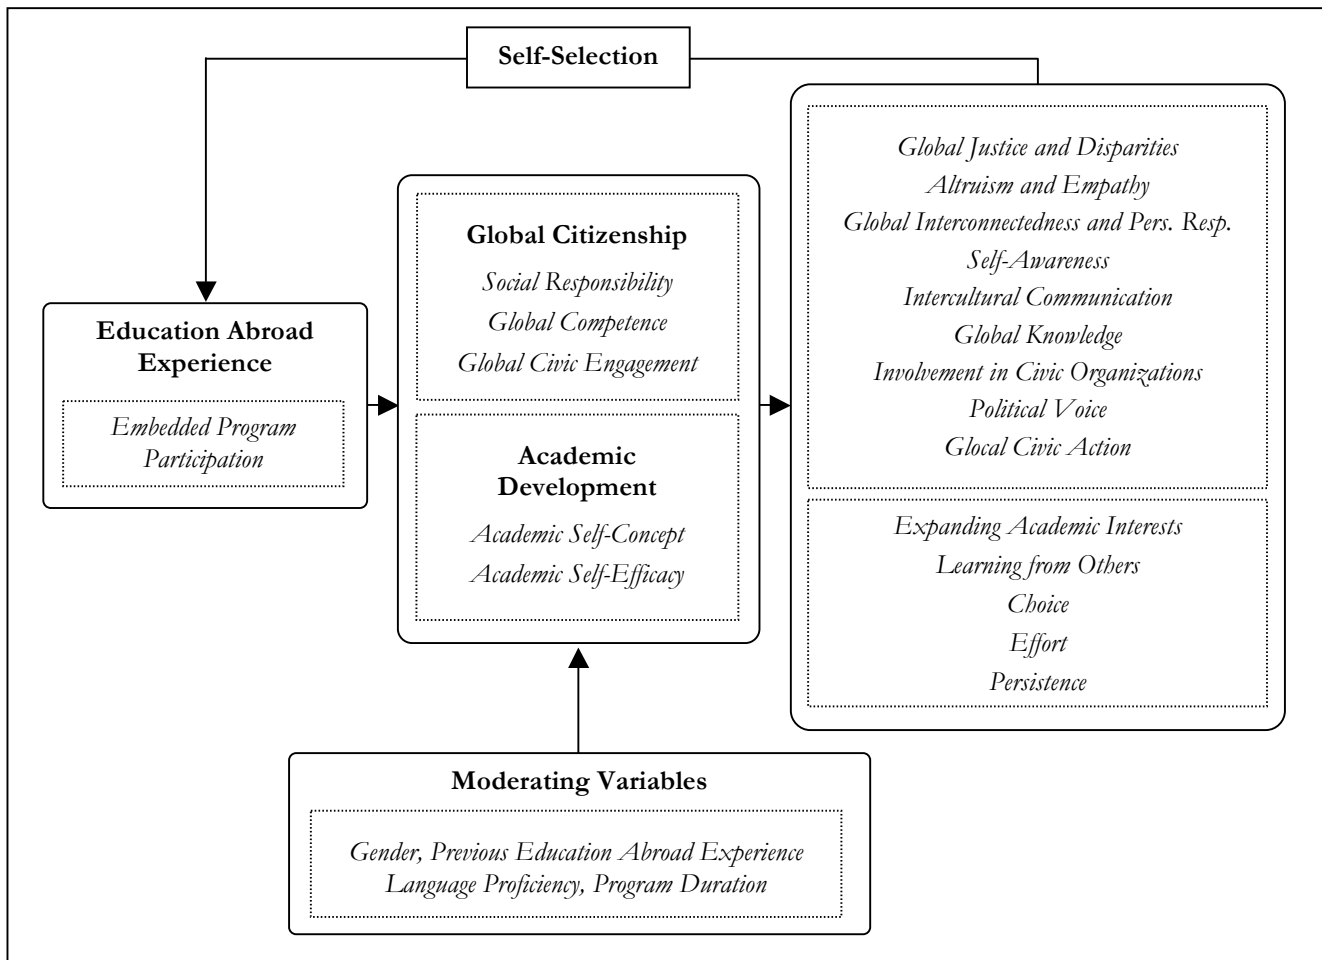 Self-Selection
Education Abroad
Experience
Embedded Program
Participation
Global Citizenship
Social Responsibility
Global Competence
Global Civic Engagement
Academic
Development
Academic Self-Concept
Academic Self-Efficacy
Global Justice and Disparities
Altruism and Empathy
Global Interconnectedness and Pers. Resp.
Self-Awareness
Intercultural Communication
Global Knowledge
Involvement in Civic Organizations
Political Voice
Glocal Civic Action
Expanding Academic Interests
Learning from Others
Choice
Effort
Persistence
Moderating Variables
Gender, Previous Education Abroad Experience
Language Proficiency, Program Duration